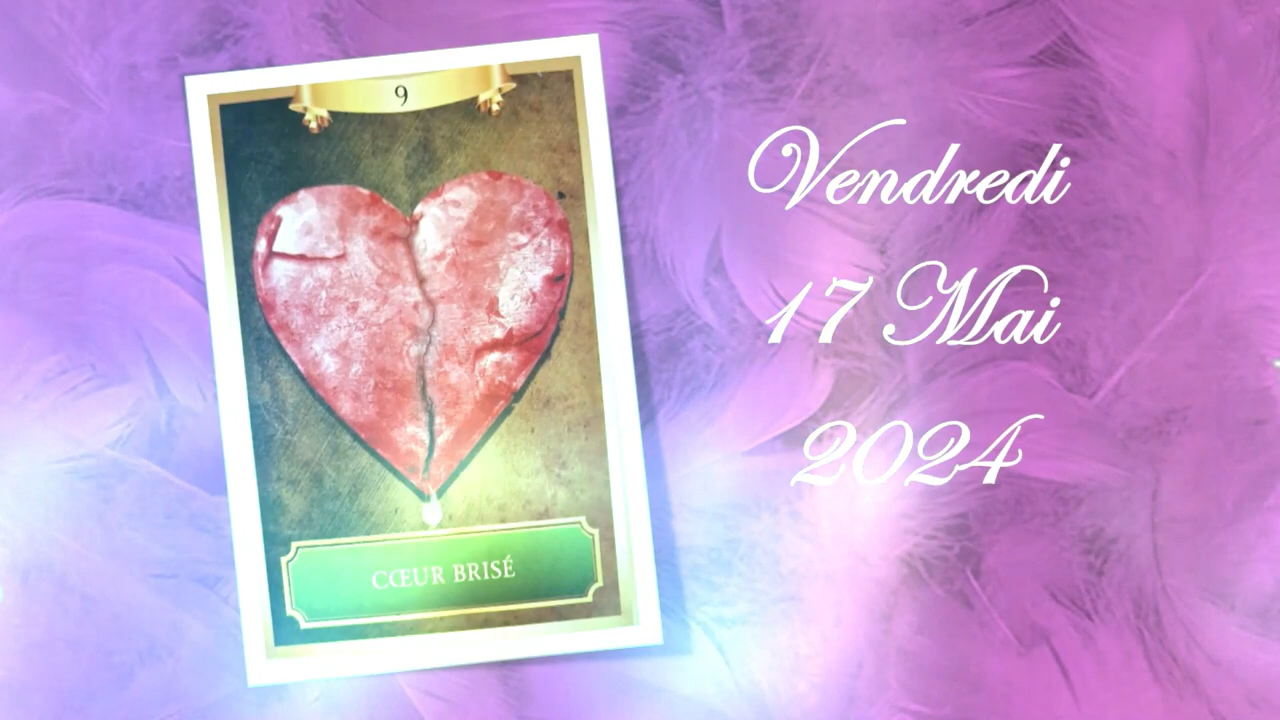 9
CŒUR BRISÉ
Vendredi
17 Mai
2024